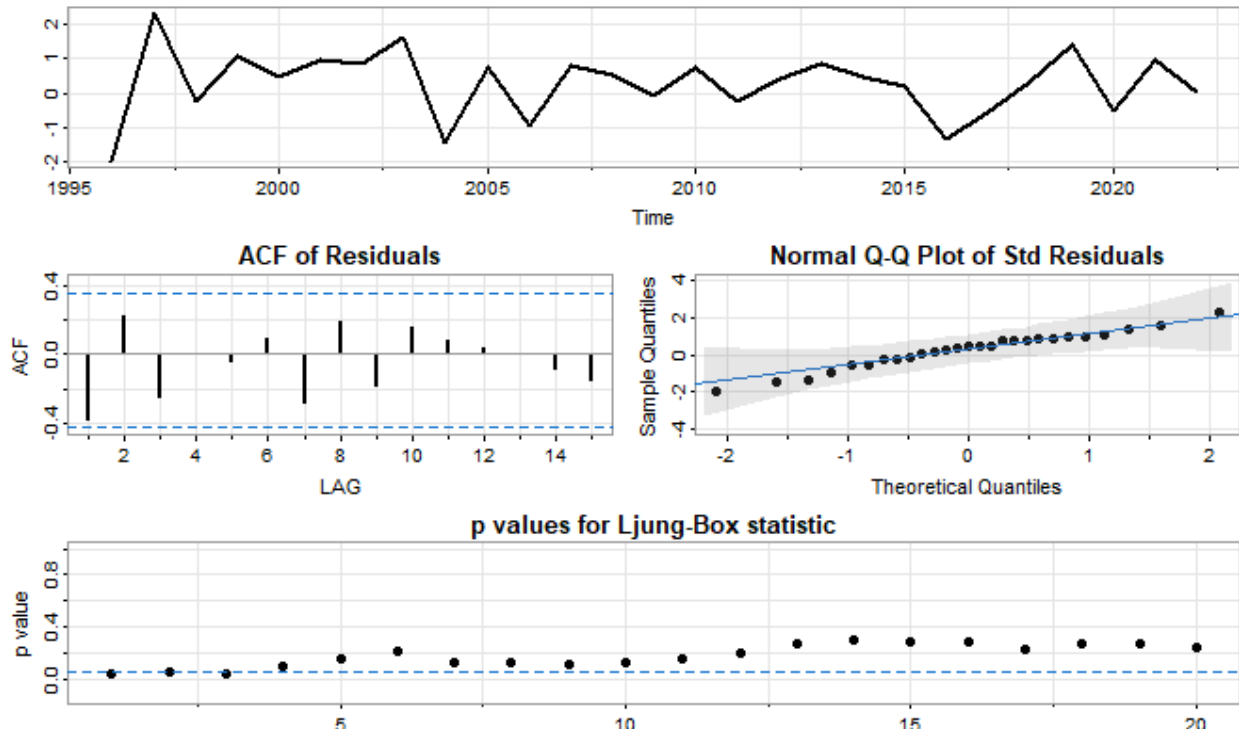 2
1
0
-1
-2
1995 2000 2005 2010 2015 2020
Time
ACF of Residuals
0.4
0.0
-0.4
ACF
2 4 6 8 10 12 14
LAG
Normal Q-Q Plot of Std Residuals
4
2
0
-2
-4
Sample Quantiles
-2 -1 0 1 2
Theoretical Quantiles
p values for Ljung-Box statistic
0.8
0.4
0.0
p value
5 10 15 20